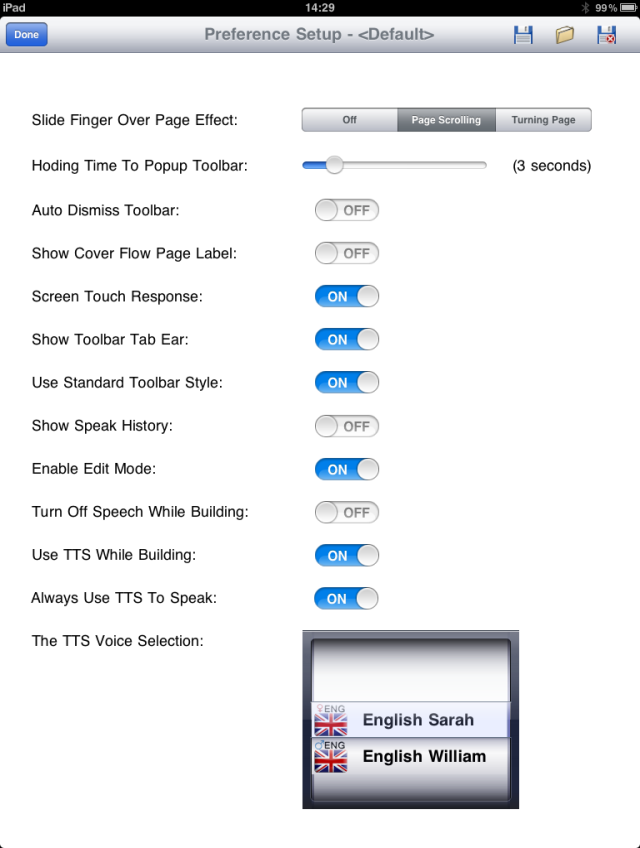 iPad 14:29 99%
Done Preference Setup - <Default>
Slide Finger Over Page Effect: Off Page Scrolling Turning Page
Hoding Time To Popup Toolbar: (3 seconds)
Auto Dismiss Toolbar: OFF
Show Cover Flow Page Label: OFF
Screen Touch Response: ON
Show Toolbar Tab Ear: ON
Use Standard Toolbar Style: ON
Show Speak History: OFF
Enable Edit Mode: ON
Turn Off Speech While Building: OFF
Use TTS While Building: ON
Always Use TTS To Speak: ON
The TTS Voice Selection:
ENG English Sarah
ENG English William